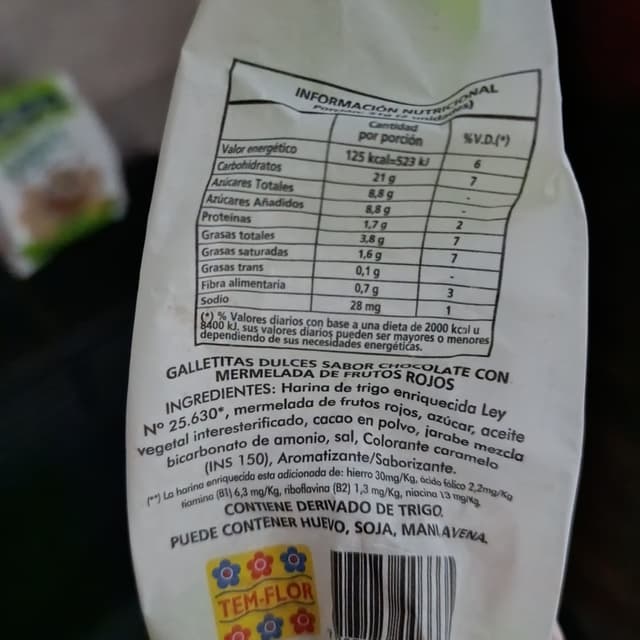 INFORMACIÓN NUTRICIONAL
Cantidad por porción %V.D.(*)
Valor energético 125 kcal=523 kJ 6
Carbohidratos 21 g 7
Azúcares Totales 8,8 g -
Azúcares Añadidos 8,8 g -
Proteínas 1,7 g 2
Grasas totales 3,8 g 7
Grasas saturadas 1,6 g 7
Grasas trans 0,1 g -
Fibra alimentaria 0,7 g 3
Sodio 28 mg 1
(*) % Valores diarios con base a una dieta de 2000 kcal u
8400 kJ, sus valores diarios pueden ser mayores o menores
dependiendo de sus necesidades energéticas.
GALLETITAS DULCES SABOR CHOCOLATE CON
MERMELADA DE FRUTOS ROJOS
INGREDIENTES: Harina de trigo enriquecida Ley
Nº 25.630*, mermelada de frutos rojos, azúcar, aceite
vegetal interesterificado, cacao en polvo, jarabe mezcla
bicarbonato de amonio, sal, Colorante caramelo
(INS 150), Aromatizante/Saborizante.
(**) La harina enriquecida esta adicionada de: hierro 30mg/Kg, ácido fólico 2,2mg/Kg
tiamina (B1) 6,3 mg/Kg, riboflavina (B2) 1,3 mg/Kg, niacina 13 mg/Kg.
CONTIENE DERIVADO DE TRIGO.
PUEDE CONTENER HUEVO, SOJA, MANI, AVENA.
TEM-FLOR